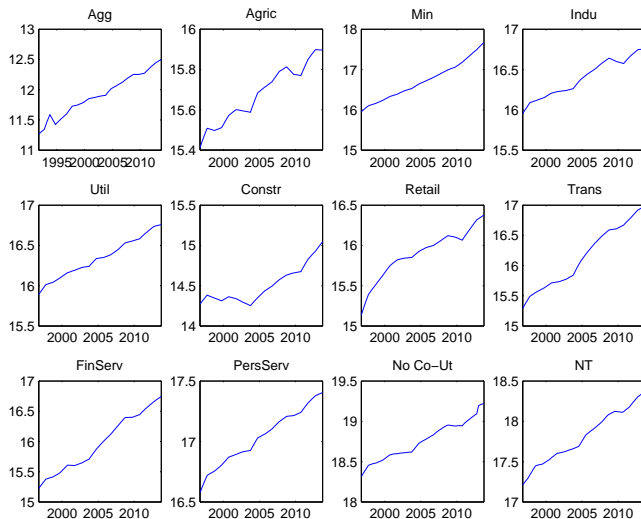 Agg
Agric
Min
Indu
13
12.5
12
11.5
11
1995 2000 2005 2010
16
15.8
15.6
15.4
2000 2005 2010
18
17
16
15
2000 2005 2010
17
16.5
16
15.5
2000 2005 2010
Util
Constr
Retail
Trans
17
16.5
16
15.5
2000 2005 2010
15.5
15
14.5
14
2000 2005 2010
16.5
16
15.5
15
2000 2005 2010
17
16.5
16
15.5
15
2000 2005 2010
FinServ
PersServ
No Co-Ut
NT
17
16.5
16
15.5
15
2000 2005 2010
17.5
17
16.5
2000 2005 2010
19.5
19
18.5
18
2000 2005 2010
18.5
18
17.5
17
2000 2005 2010